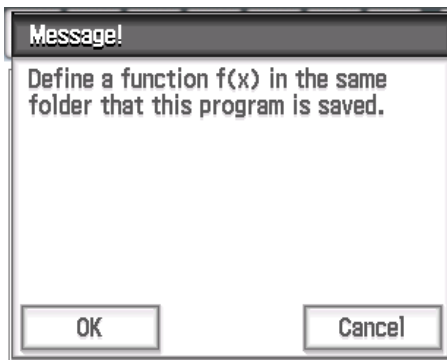 Message!
Define a function f(x) in the same
folder that this program is saved.
OK
Cancel